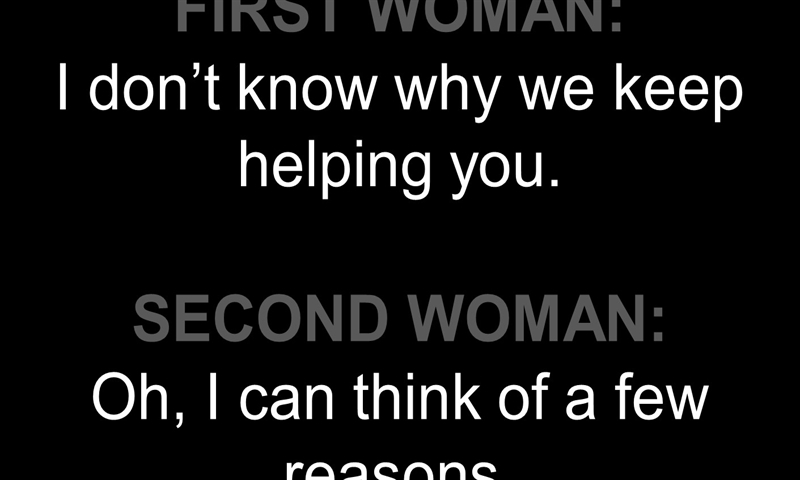 FIRST WOMAN:
I don’t know why we keep
helping you.
SECOND WOMAN:
Oh, I can think of a few
reasons